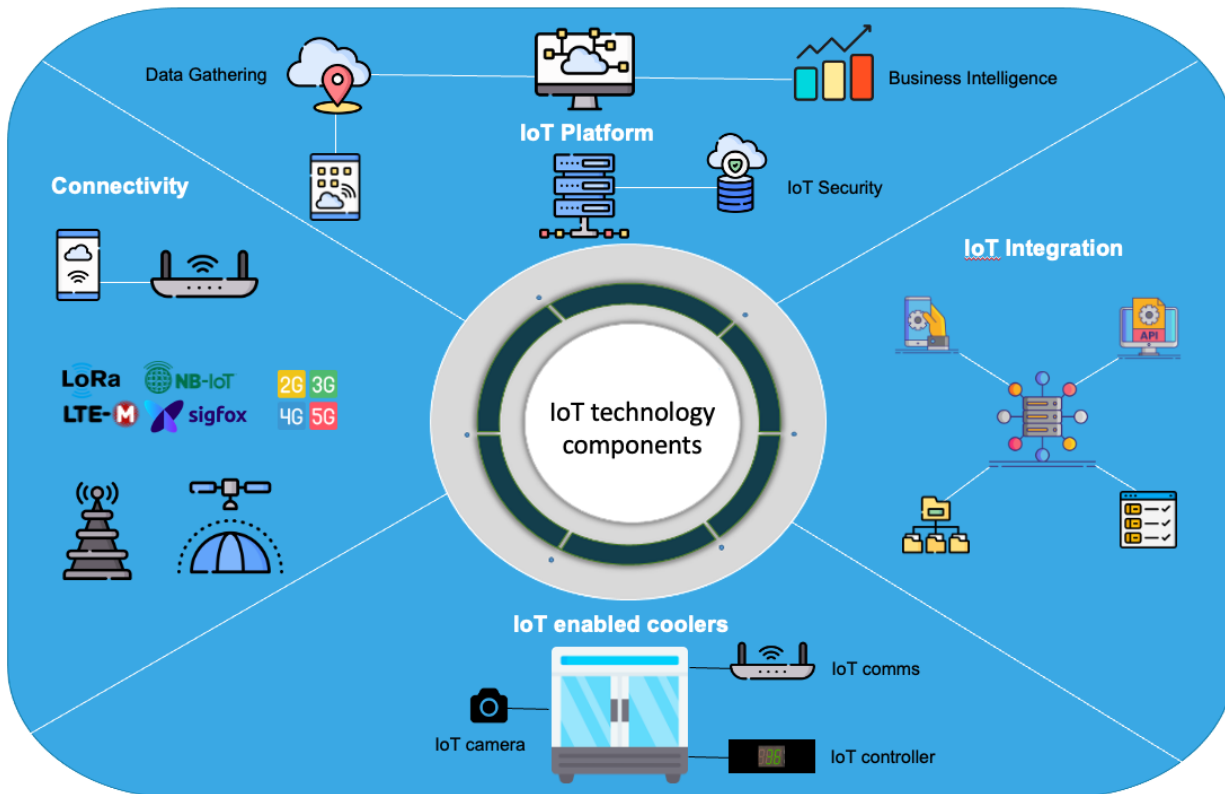 Data Gathering
Business Intelligence
IoT Platform
IoT Security
Connectivity
IoT Integration
API
LoRa
NB-IoT
2G 3G
LTE-M
sigfox
4G 5G
IoT technology
components
IoT enabled coolers
IoT comms
IoT camera
IoT controller